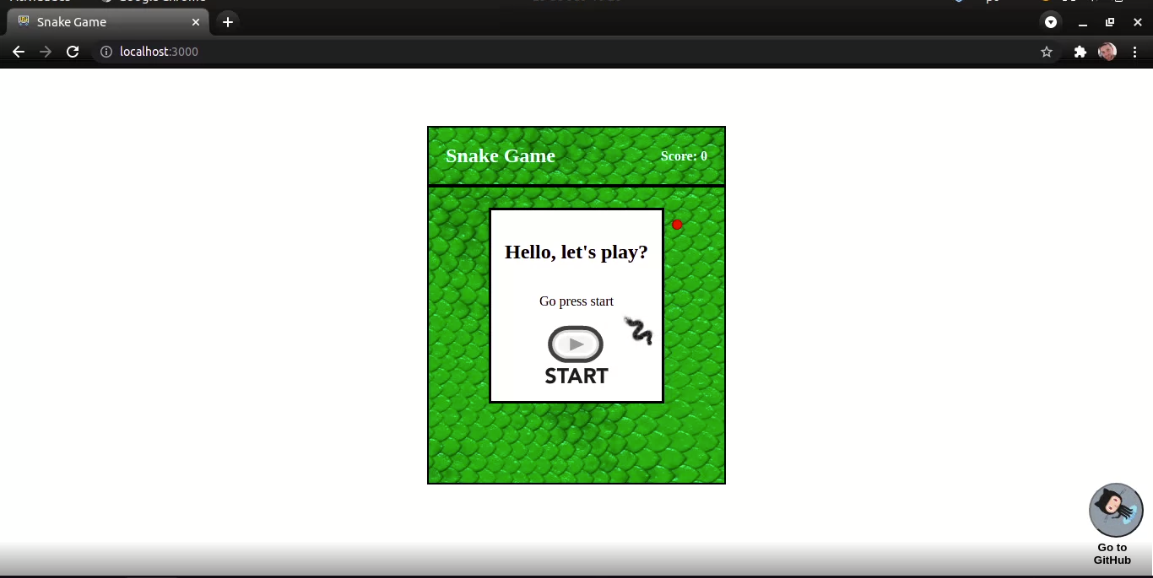 Snake Game
localhost:3000
Snake Game
Score: 0
Hello, let's play?
Go press start
START
Go to
GitHub